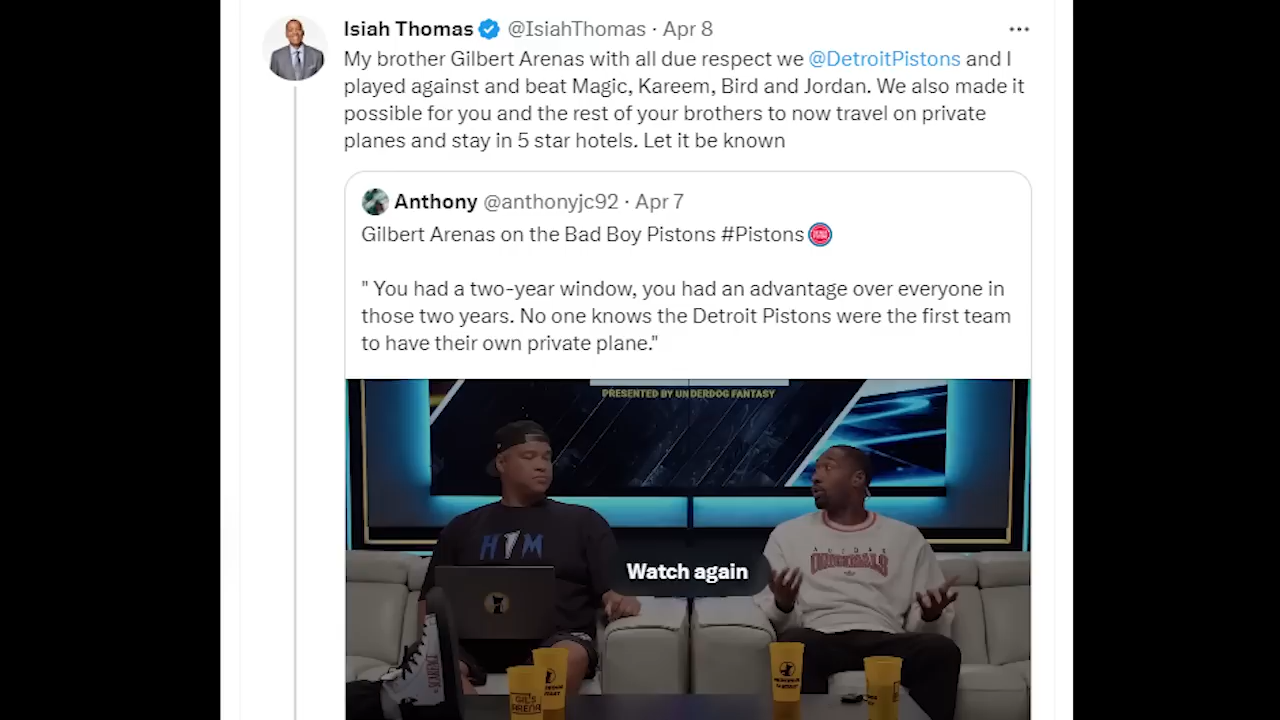 Isiah Thomas @IsiahThomas · Apr 8
My brother Gilbert Arenas with all due respect we @DetroitPistons and I
played against and beat Magic, Kareem, Bird and Jordan. We also made it
possible for you and the rest of your brothers to now travel on private
planes and stay in 5 star hotels. Let it be known
Anthony @anthonyjc92 · Apr 7
Gilbert Arenas on the Bad Boy Pistons #Pistons
" You had a two-year window, you had an advantage over everyone in
those two years. No one knows the Detroit Pistons were the first team
to have their own private plane."
PRESENTED BY UNDERDOG FANTASY
ORIGINALS
Watch again
GIL'S
ARENA